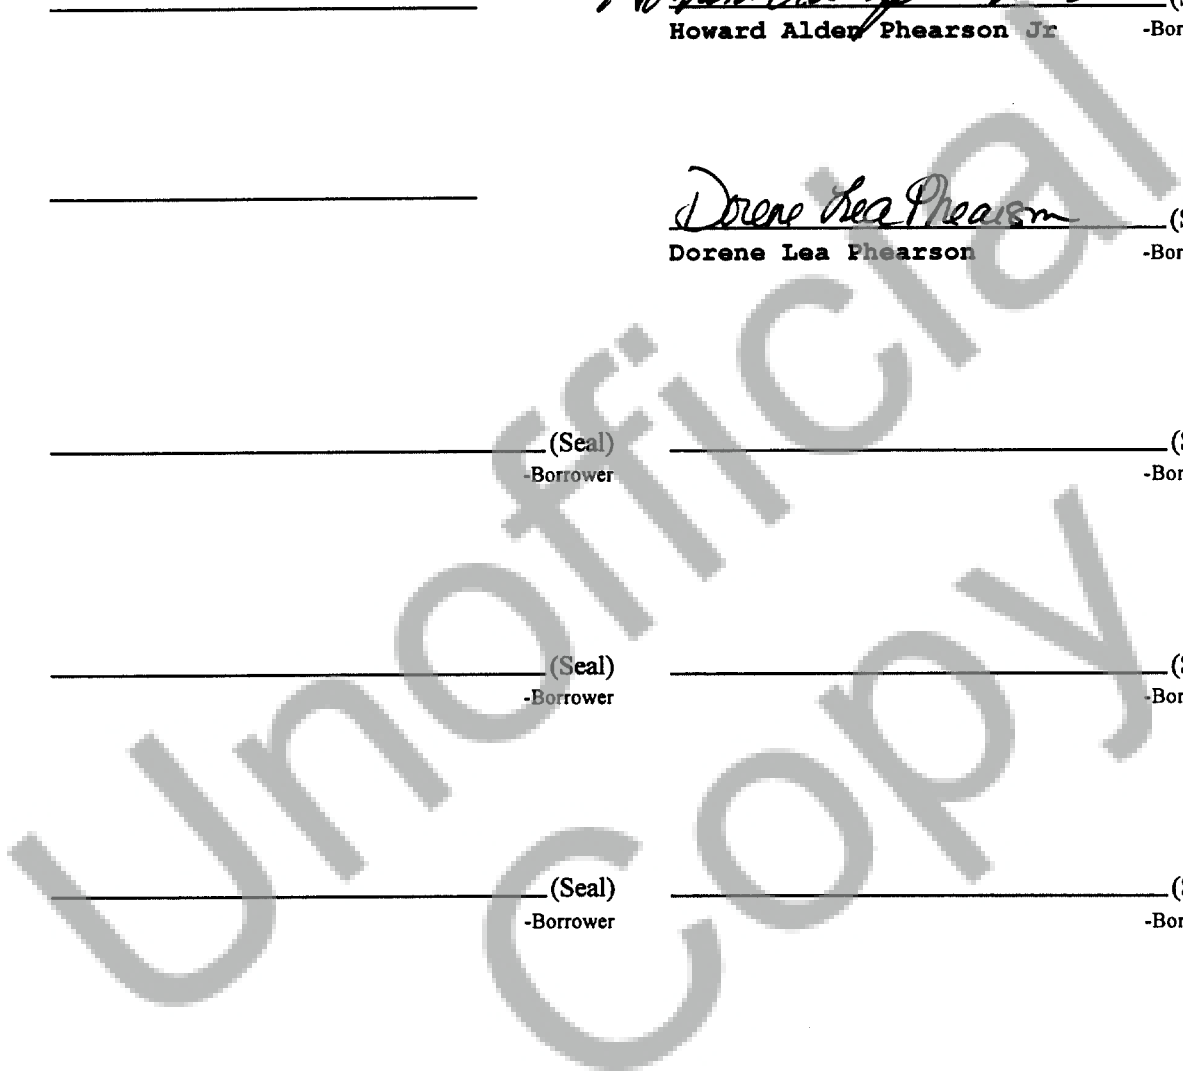 Howard Alden Phearson Jr -Bor
Dorene Lea Phearson (S
Dorene Lea Phearson -Bor
(Seal) (S
-Borrower -Bor
(Seal) (S
-Borrower -Bor
(Seal) (S
-Borrower -Bor
Unofficial
Copy